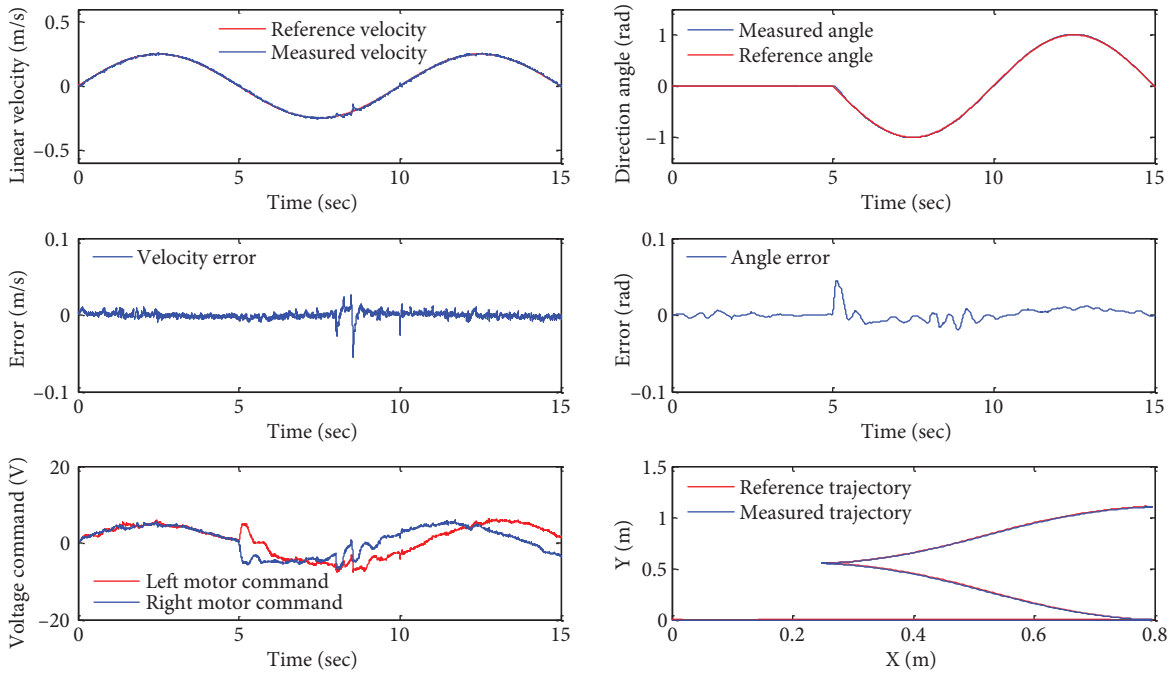 Linear velocity (m/s)
0.5
0
−0.5
Reference velocity
Measured velocity
0
5
10
15
Time (sec)
Direction angle (rad)
1
0
−1
Measured angle
Reference angle
0
5
10
15
Time (sec)
Error (m/s)
0.1
0
−0.1
Velocity error
0
5
10
15
Time (sec)
Error (rad)
0.1
0
−0.1
Angle error
0
5
10
15
Time (sec)
Voltage command (V)
20
0
−20
Left motor command
Right motor command
0
5
10
15
Time (sec)
Y (m)
1.5
1
0.5
0
Reference trajectory
Measured trajectory
0
0.2
0.4
0.6
0.8
X (m)